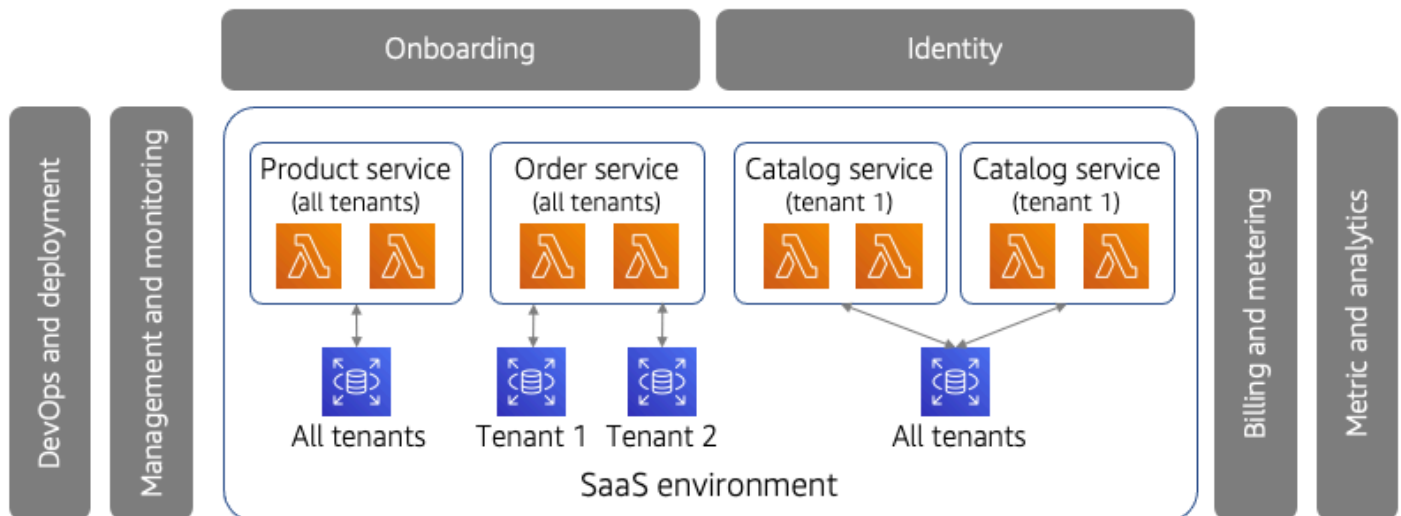 Onboarding
Identity
DevOps and deployment
Management and monitoring
Product service
(all tenants)
Order service
(all tenants)
Catalog service
(tenant 1)
Catalog service
(tenant 1)
All tenants
Tenant 1
Tenant 2
All tenants
SaaS environment
Billing and metering
Metric and analytics